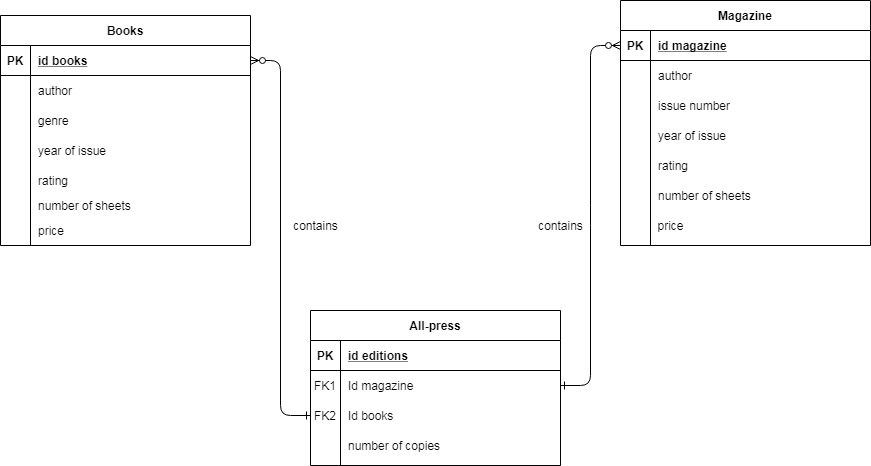 Books
PK id books
author
genre
year of issue
rating
number of sheets
price
Magazine
PK id magazine
author
issue number
year of issue
rating
number of sheets
price
contains
contains
All-press
PK id editions
FK1 Id magazine
FK2 Id books
number of copies